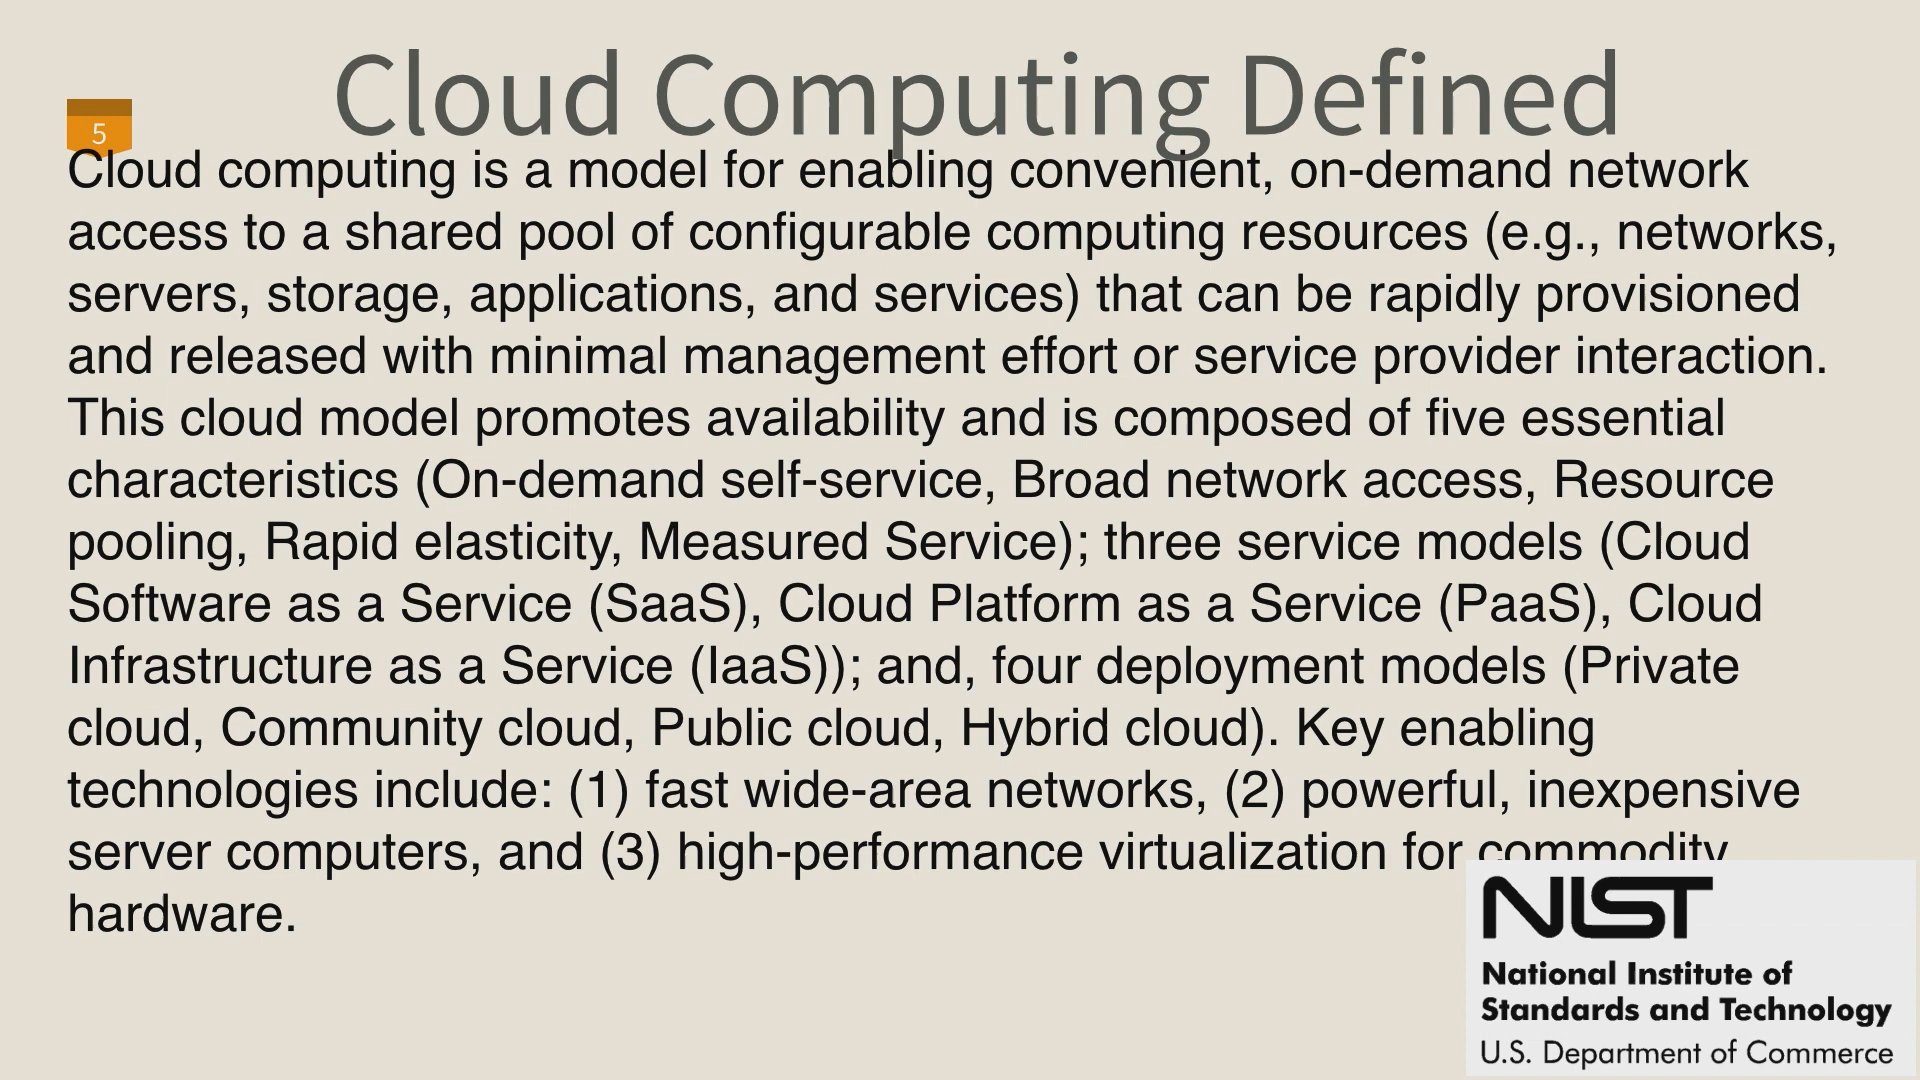 Cloud Computing Defined
5
Cloud computing is a model for enabling convenient, on-demand network
access to a shared pool of configurable computing resources (e.g., networks,
servers, storage, applications, and services) that can be rapidly provisioned
and released with minimal management effort or service provider interaction.
This cloud model promotes availability and is composed of five essential
characteristics (On-demand self-service, Broad network access, Resource
pooling, Rapid elasticity, Measured Service); three service models (Cloud
Software as a Service (SaaS), Cloud Platform as a Service (PaaS), Cloud
Infrastructure as a Service (IaaS)); and, four deployment models (Private
cloud, Community cloud, Public cloud, Hybrid cloud). Key enabling
technologies include: (1) fast wide-area networks, (2) powerful, inexpensive
server computers, and (3) high-performance virtualization for commodity
hardware.
NIST
National Institute of
Standards and Technology
U.S. Department of Commerce